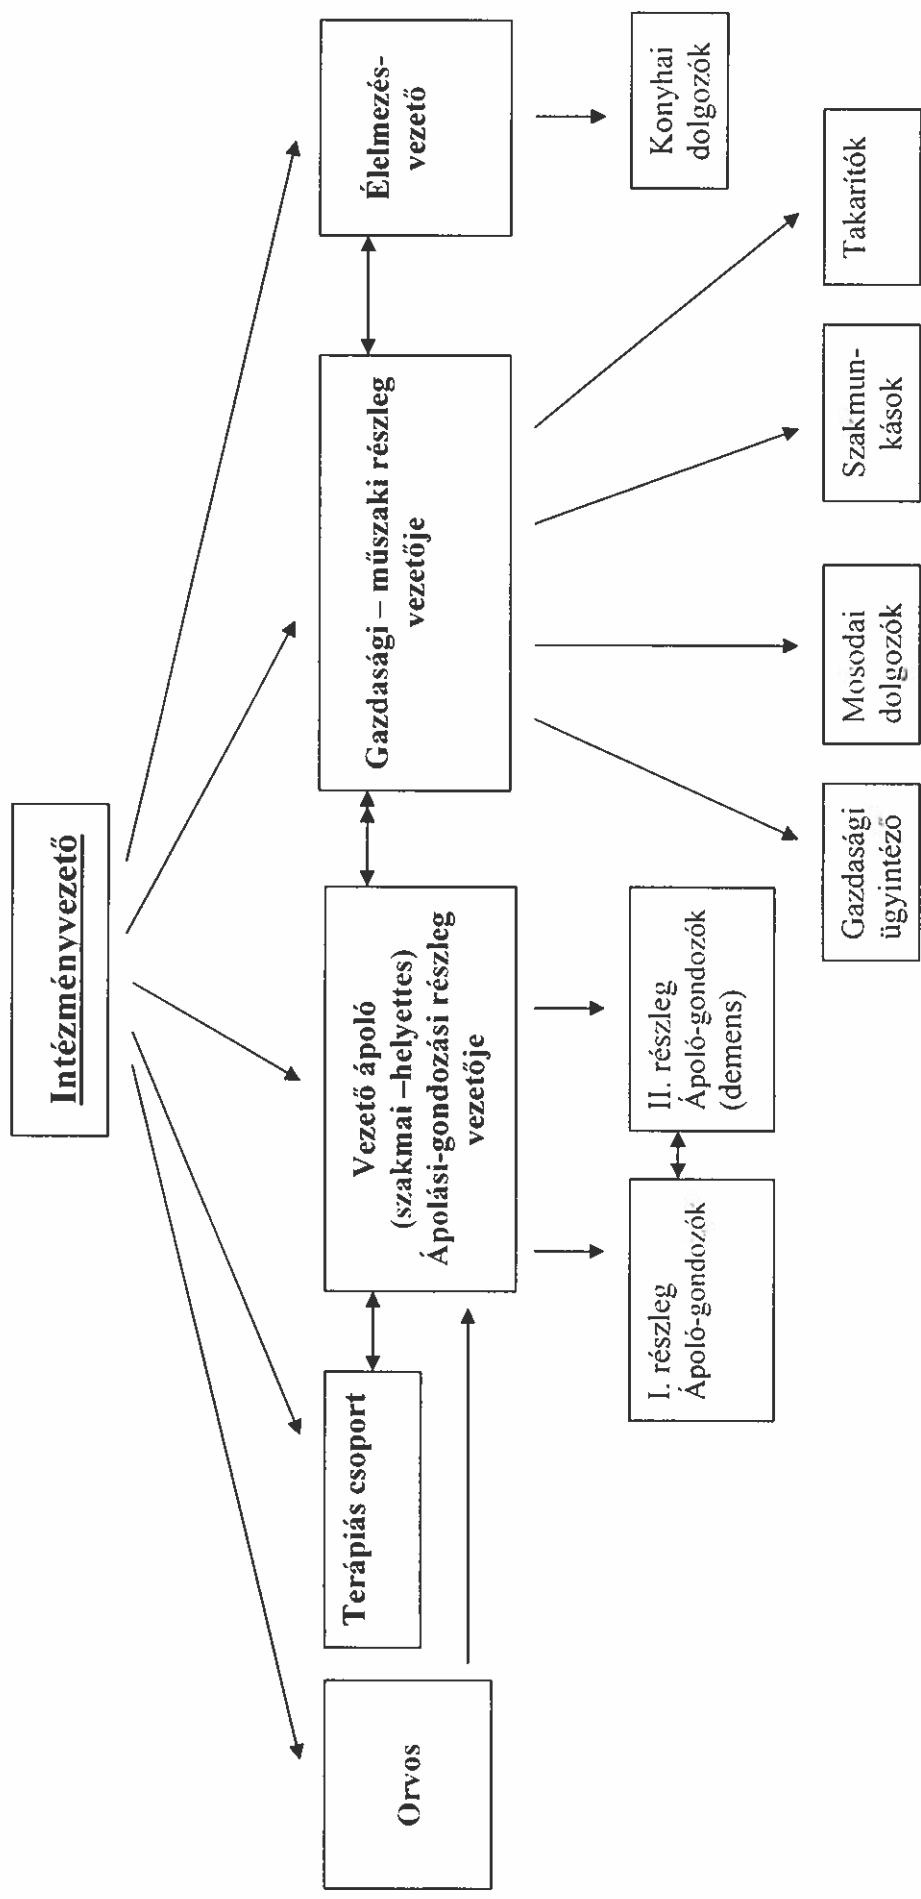 Intézményvezető
Orvos
Terápiás csoport
Vezető ápoló
(szakmai –helyettes)
Ápolási-gondozási részleg
vezetője
Gazdasági – műszaki részleg
vezetője
Élelmezés-
vezető
I. részleg
Ápoló-gondozók
II. részleg
Ápoló-gondozók
(demens)
Konyhai
dolgozók
Gazdasági
ügyintéző
Mosodai
dolgozók
Szakmun-
kások
Takarítók